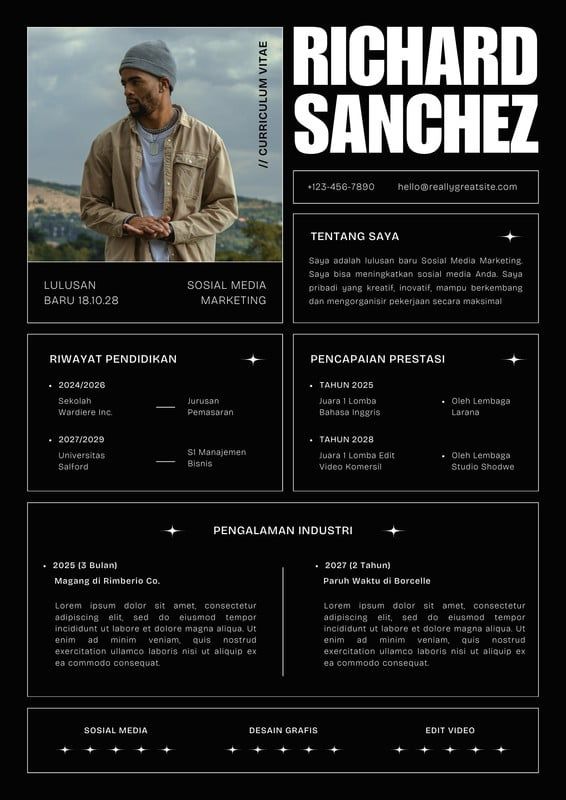 // CURRICULUM VITAE
RICHARD
SANCHEZ
+123-456-7890 hello@reallygreatsite.com
LULUSAN
BARU 18.10.28
SOSIAL MEDIA
MARKETING
TENTANG SAYA
Saya adalah lulusan baru Sosial Media Marketing.
Saya bisa meningkatkan sosial media Anda. Saya
pribadi yang kreatif, inovatif, mampu berkembang
dan mengorganisir pekerjaan secara maksimal
RIWAYAT PENDIDIKAN
• 2024/2026
Sekolah
Wardiere Inc.
Jurusan
Pemasaran
• 2027/2029
Universitas
Salford
S1 Manajemen
Bisnis
PENCAPAIAN PRESTASI
• TAHUN 2025
Juara 1 Lomba
Bahasa Inggris
• Oleh Lembaga
Larana
• TAHUN 2028
Juara 1 Lomba Edit
Video Komersil
• Oleh Lembaga
Studio Shodwe
PENGALAMAN INDUSTRI
• 2025 (3 Bulan)
Magang di Rimberio Co.
Lorem ipsum dolor sit amet, consectetur
adipiscing elit, sed do eiusmod tempor
incididunt ut labore et dolore magna aliqua. Ut
enim ad minim veniam, quis nostrud
exercitation ullamco laboris nisi ut aliquip ex
ea commodo consequat.
• 2027 (2 Tahun)
Paruh Waktu di Borcelle
Lorem ipsum dolor sit amet, consectetur
adipiscing elit, sed do eiusmod tempor
incididunt ut labore et dolore magna aliqua. Ut
enim ad minim veniam, quis nostrud
exercitation ullamco laboris nisi ut aliquip ex
ea commodo consequat.
SOSIAL MEDIA
DESAIN GRAFIS
EDIT VIDEO